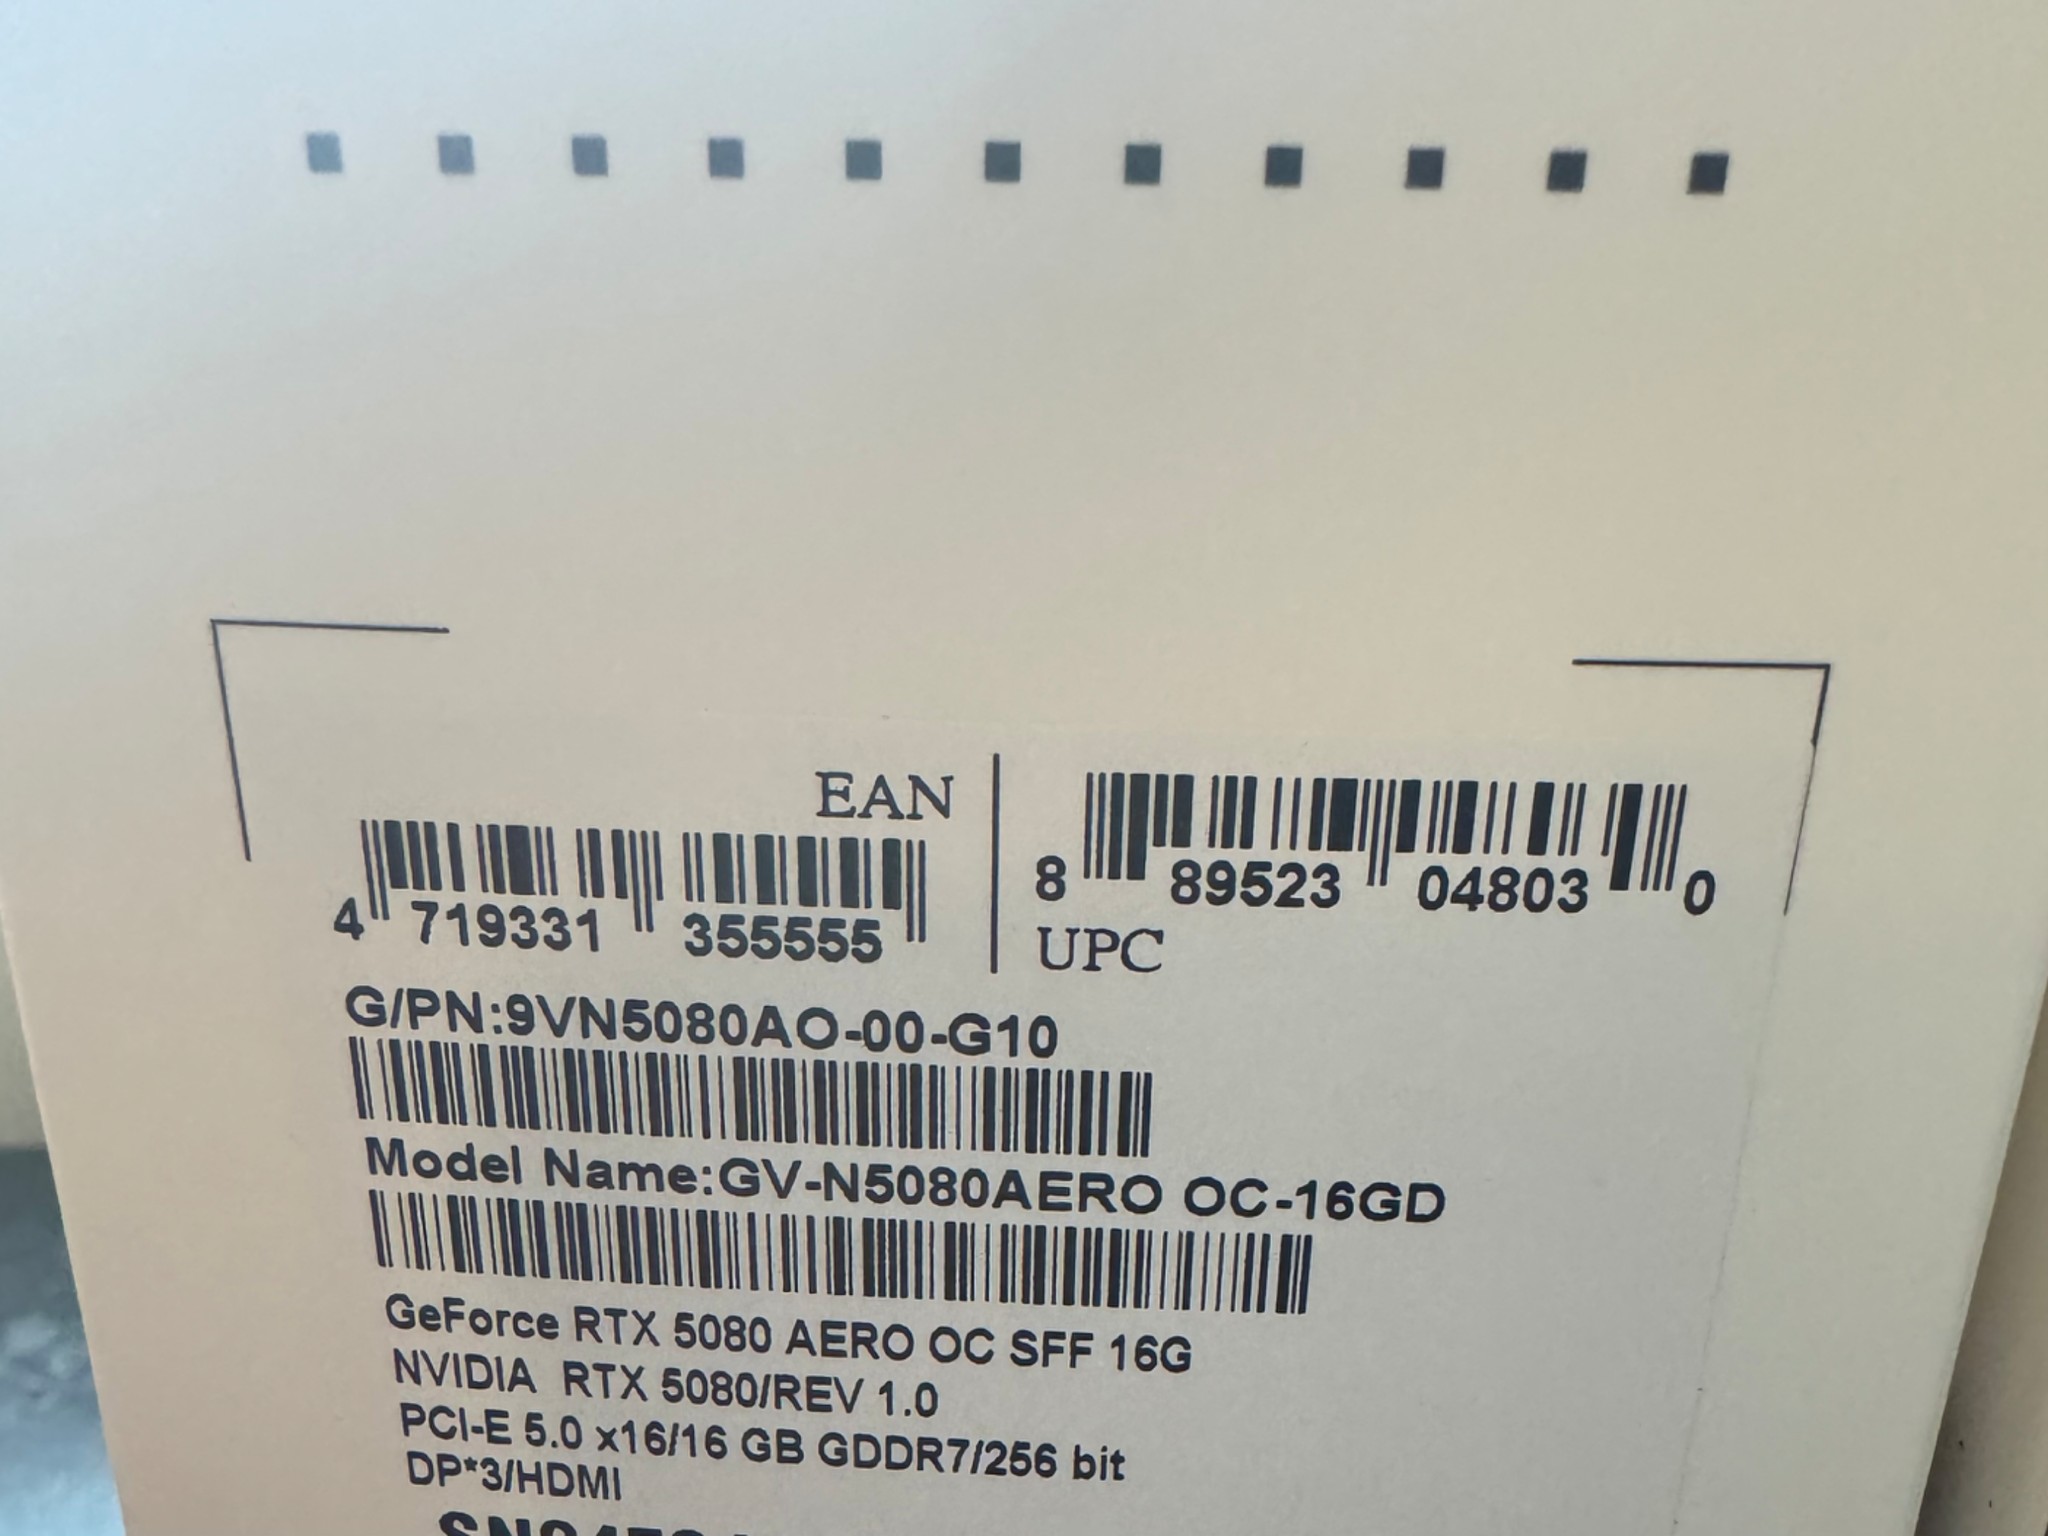 EAN
4 719331 355555
8 89523 04803 0
UPC
G/PN:9VN5080AO-00-G10
Model Name:GV-N5080AERO OC-16GD
GeForce RTX 5080 AERO OC SFF 16G
NVIDIA RTX 5080/REV 1.0
PCI-E 5.0 x16/16 GB GDDR7/256 bit
DP*3/HDMI